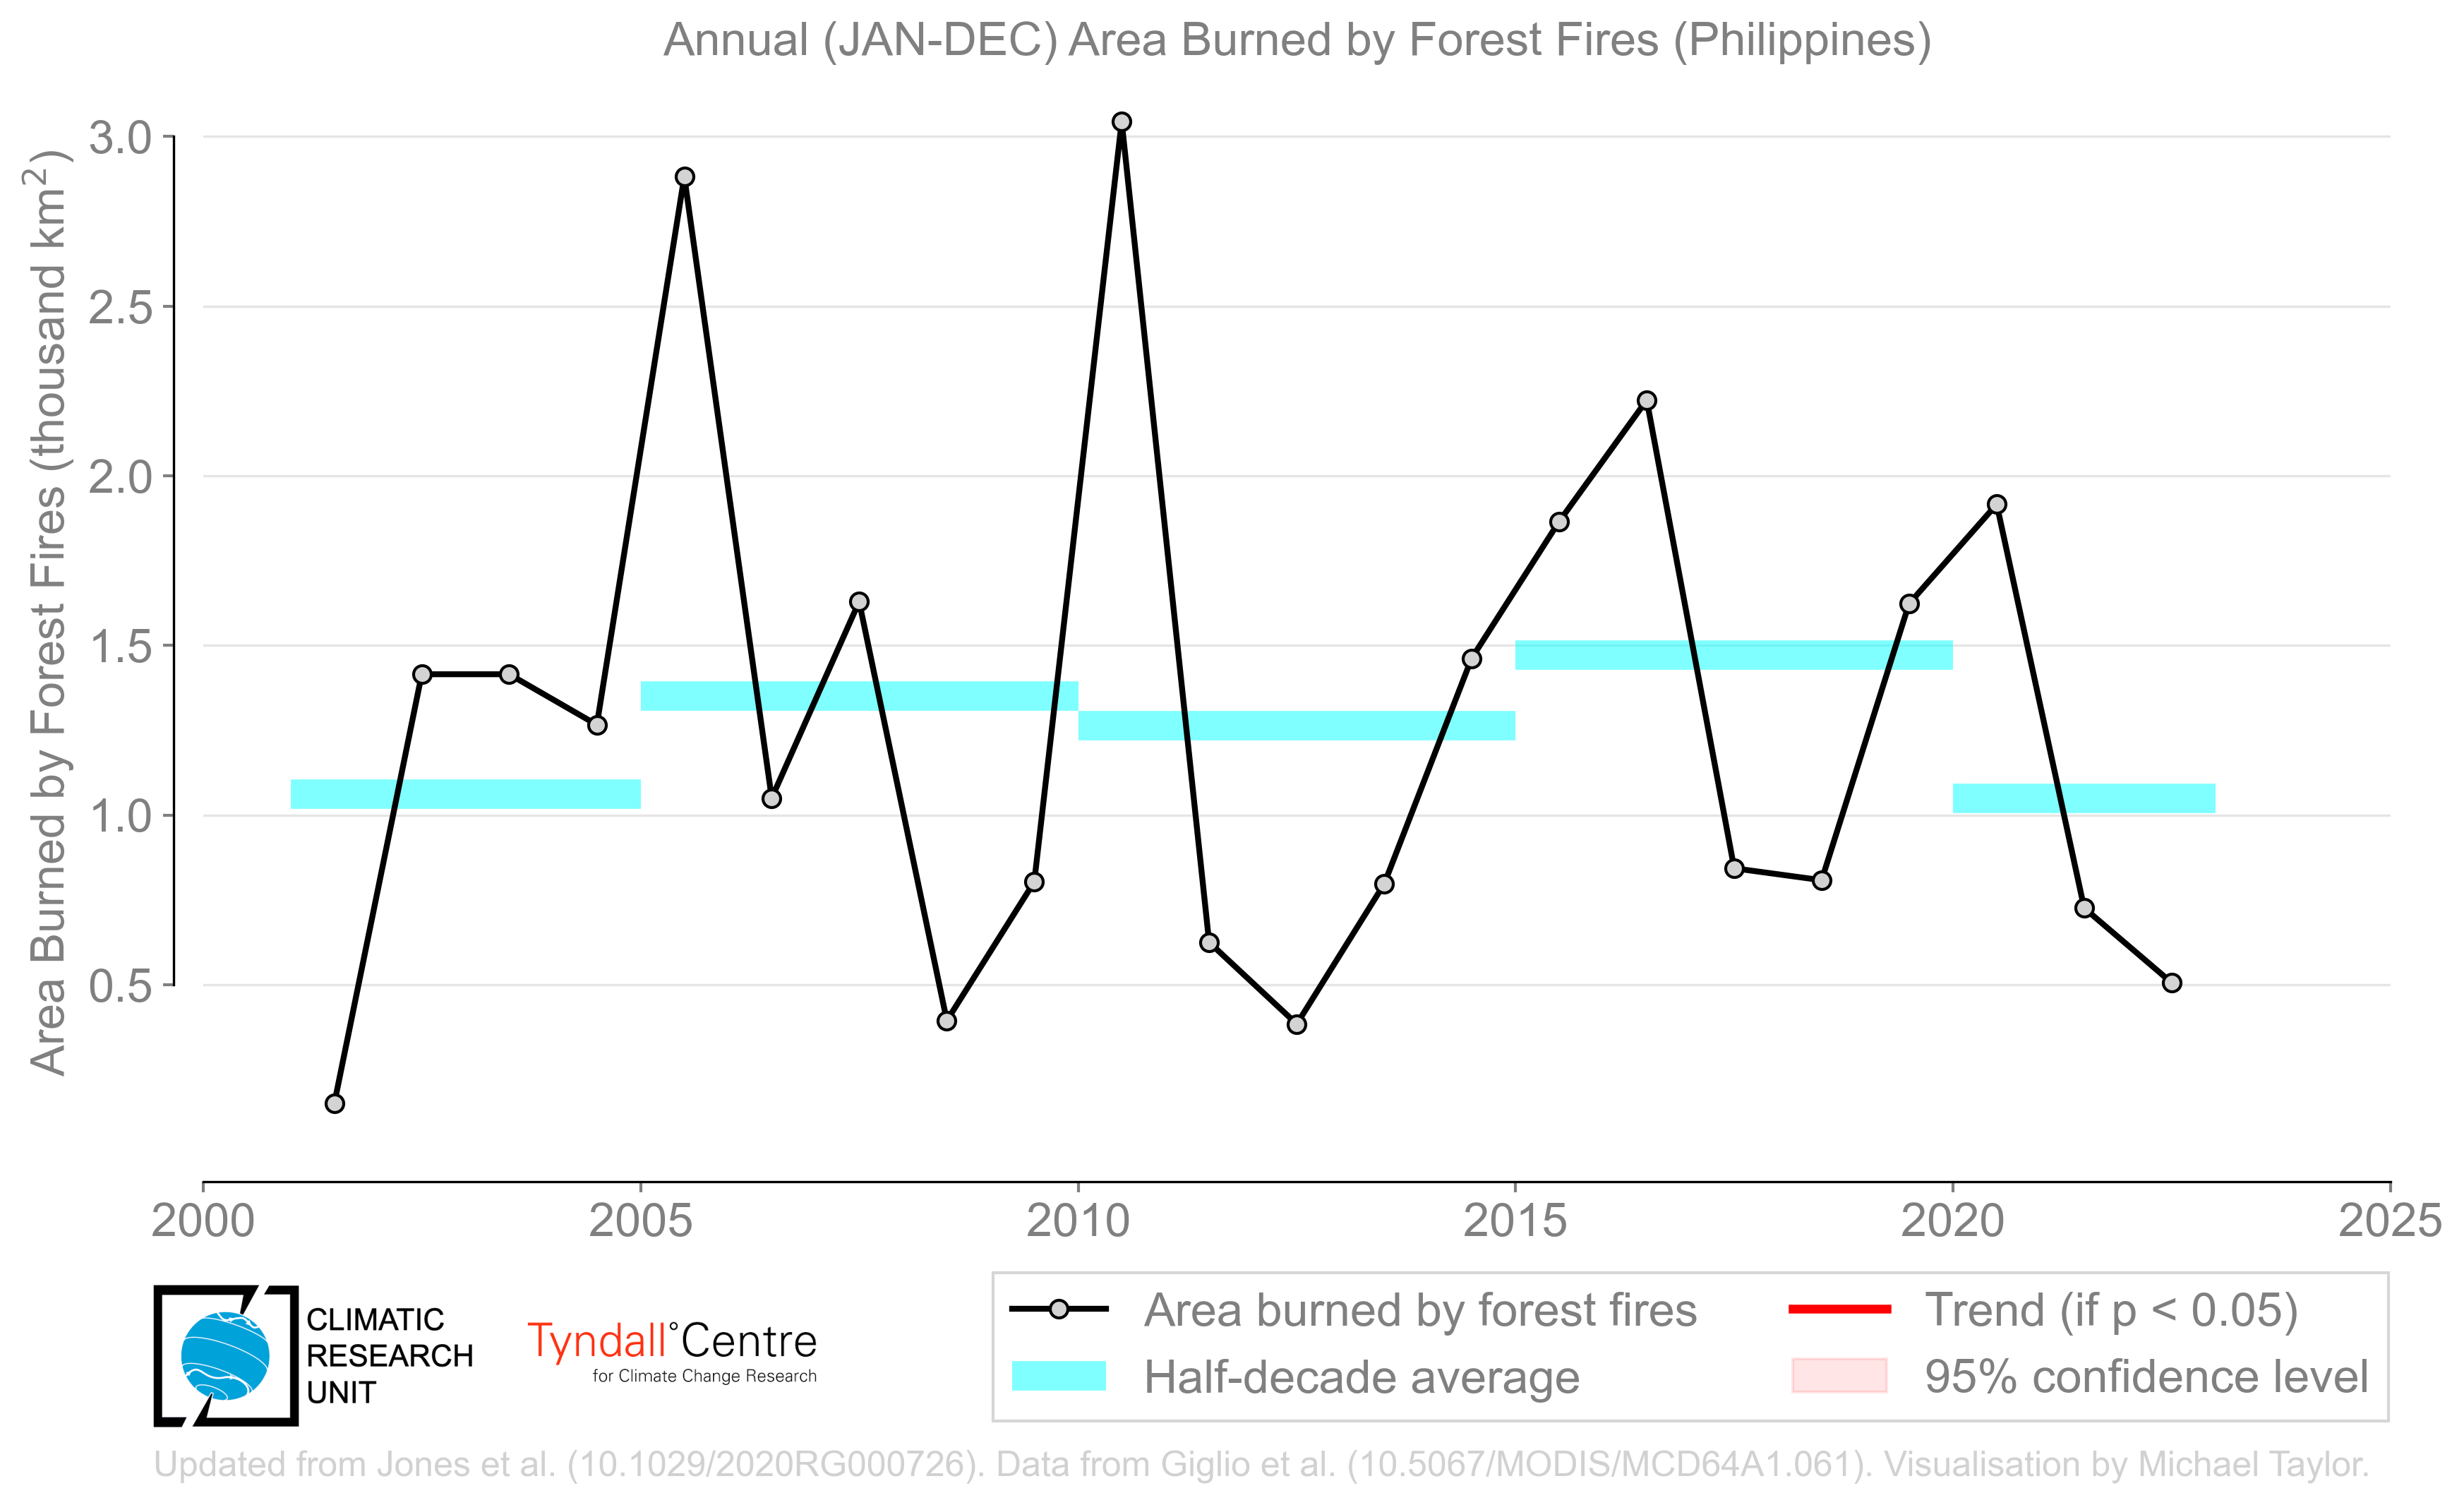 Annual (JAN-DEC) Area Burned by Forest Fires (Philippines)
Area Burned by Forest Fires (thousand km²)
3.0
2.5
2.0
1.5
1.0
0.5
2000
2005
2010
2015
2020
2025
CLIMATIC
RESEARCH
UNIT
Tyndall°Centre
for Climate Change Research
Area burned by forest fires
Half-decade average
Trend (if p < 0.05)
95% confidence level
Updated from Jones et al. (10.1029/2020RG000726). Data from Giglio et al. (10.5067/MODIS/MCD64A1.061). Visualisation by Michael Taylor.